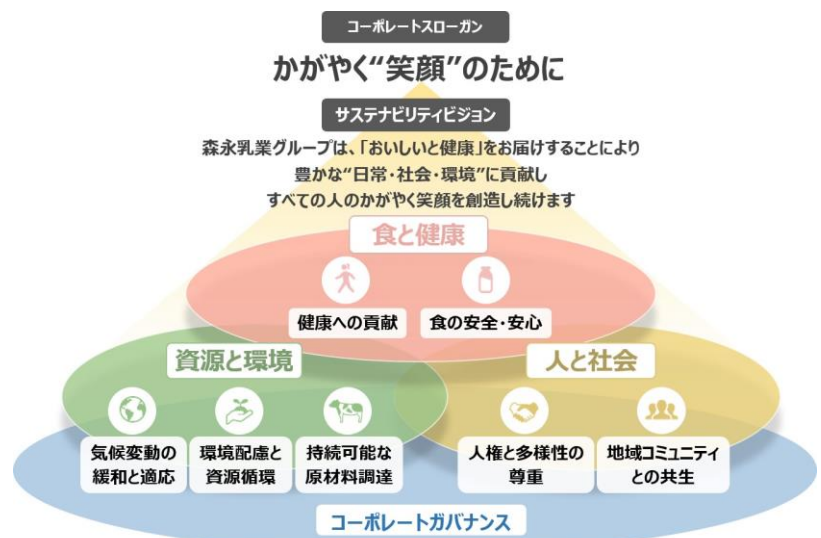 コーポレートスローガン
かがやく“笑顔”のために
サステナビリティビジョン
森永乳業グループは、「おいしいと健康」をお届けすることにより
豊かな“日常・社会・環境”に貢献し
すべての人のかがやく笑顔を創造し続けます
食と健康
健康への貢献
食の安全・安心
資源と環境
気候変動の
緩和と適応
環境配慮と
資源循環
持続可能な
原材料調達
人と社会
人権と多様性の
尊重
地域コミュニティ
との共生
コーポレートガバナンス